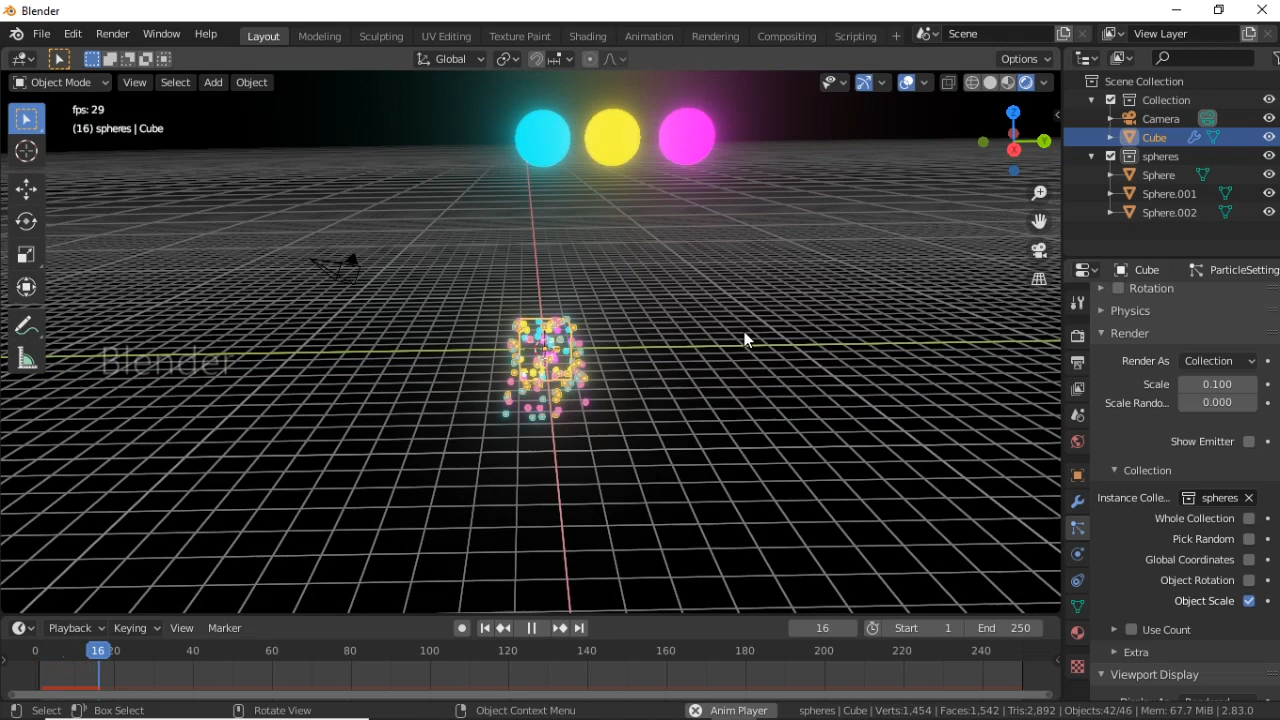 Blender
File Edit Render Window Help Layout Modeling Sculpting UV Editing Texture Paint Shading Animation Rendering Compositing Scripting + Scene View Layer
Global Options
Object Mode View Select Add Object
fps: 29
(16) spheres | Cube
Blender
Z
Y
X
Scene Collection
Collection
Camera
Cube
spheres
Sphere
Sphere.001
Sphere.002
Cube ParticleSetting
Rotation
Physics
Render
Render As Collection
Scale 0.100
Scale Rando... 0.000
Show Emitter
Collection
Instance Colle... spheres
Whole Collection
Pick Random
Global Coordinates
Object Rotation
Object Scale
Use Count
Extra
Viewport Display
Playback Keying View Marker 16 Start 1 End 250
0 16 20 40 60 80 100 120 140 160 180 200 220 240
Select Box Select Rotate View Object Context Menu Anim Player spheres | Cube | Verts:1,454 | Faces:1,542 | Tris:2,892 | Objects:42/46 | Mem: 67.7 MiB | 2.83.0